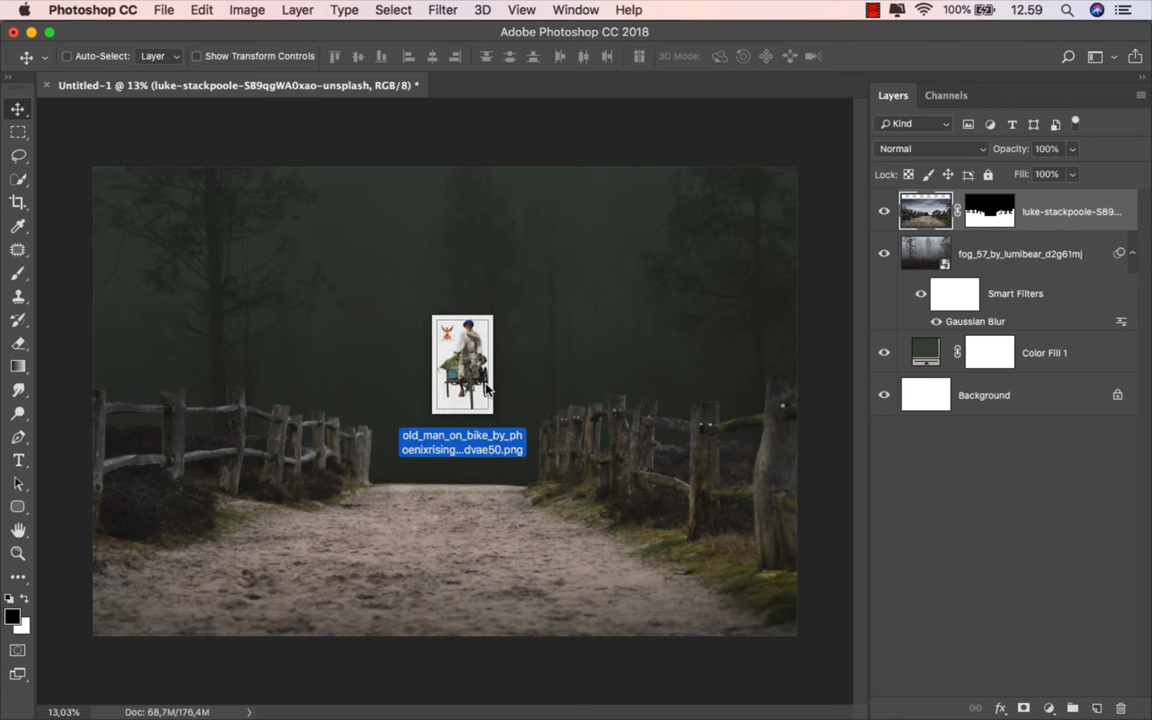 Photoshop CC File Edit Image Layer Type Select Filter 3D View Window Help 100% 12.59
Adobe Photoshop CC 2018
Auto-Select: Layer Show Transform Controls 3D Mode:
Untitled-1 @ 13% (luke-stackpoole-SB9qgWA0xao-unsplash, RGB/8) *
Layers Channels
Kind
Normal Opacity: 100%
Lock: Fill: 100%
luke-stackpoole-SB9...
fog_57_by_lumibear_d2g61mj
Smart Filters
Gaussian Blur
Color Fill 1
Background
old_man_on_bike_by_ph
oenixrising...dvae50.png
13,03% Doc: 68,7M/176,4M